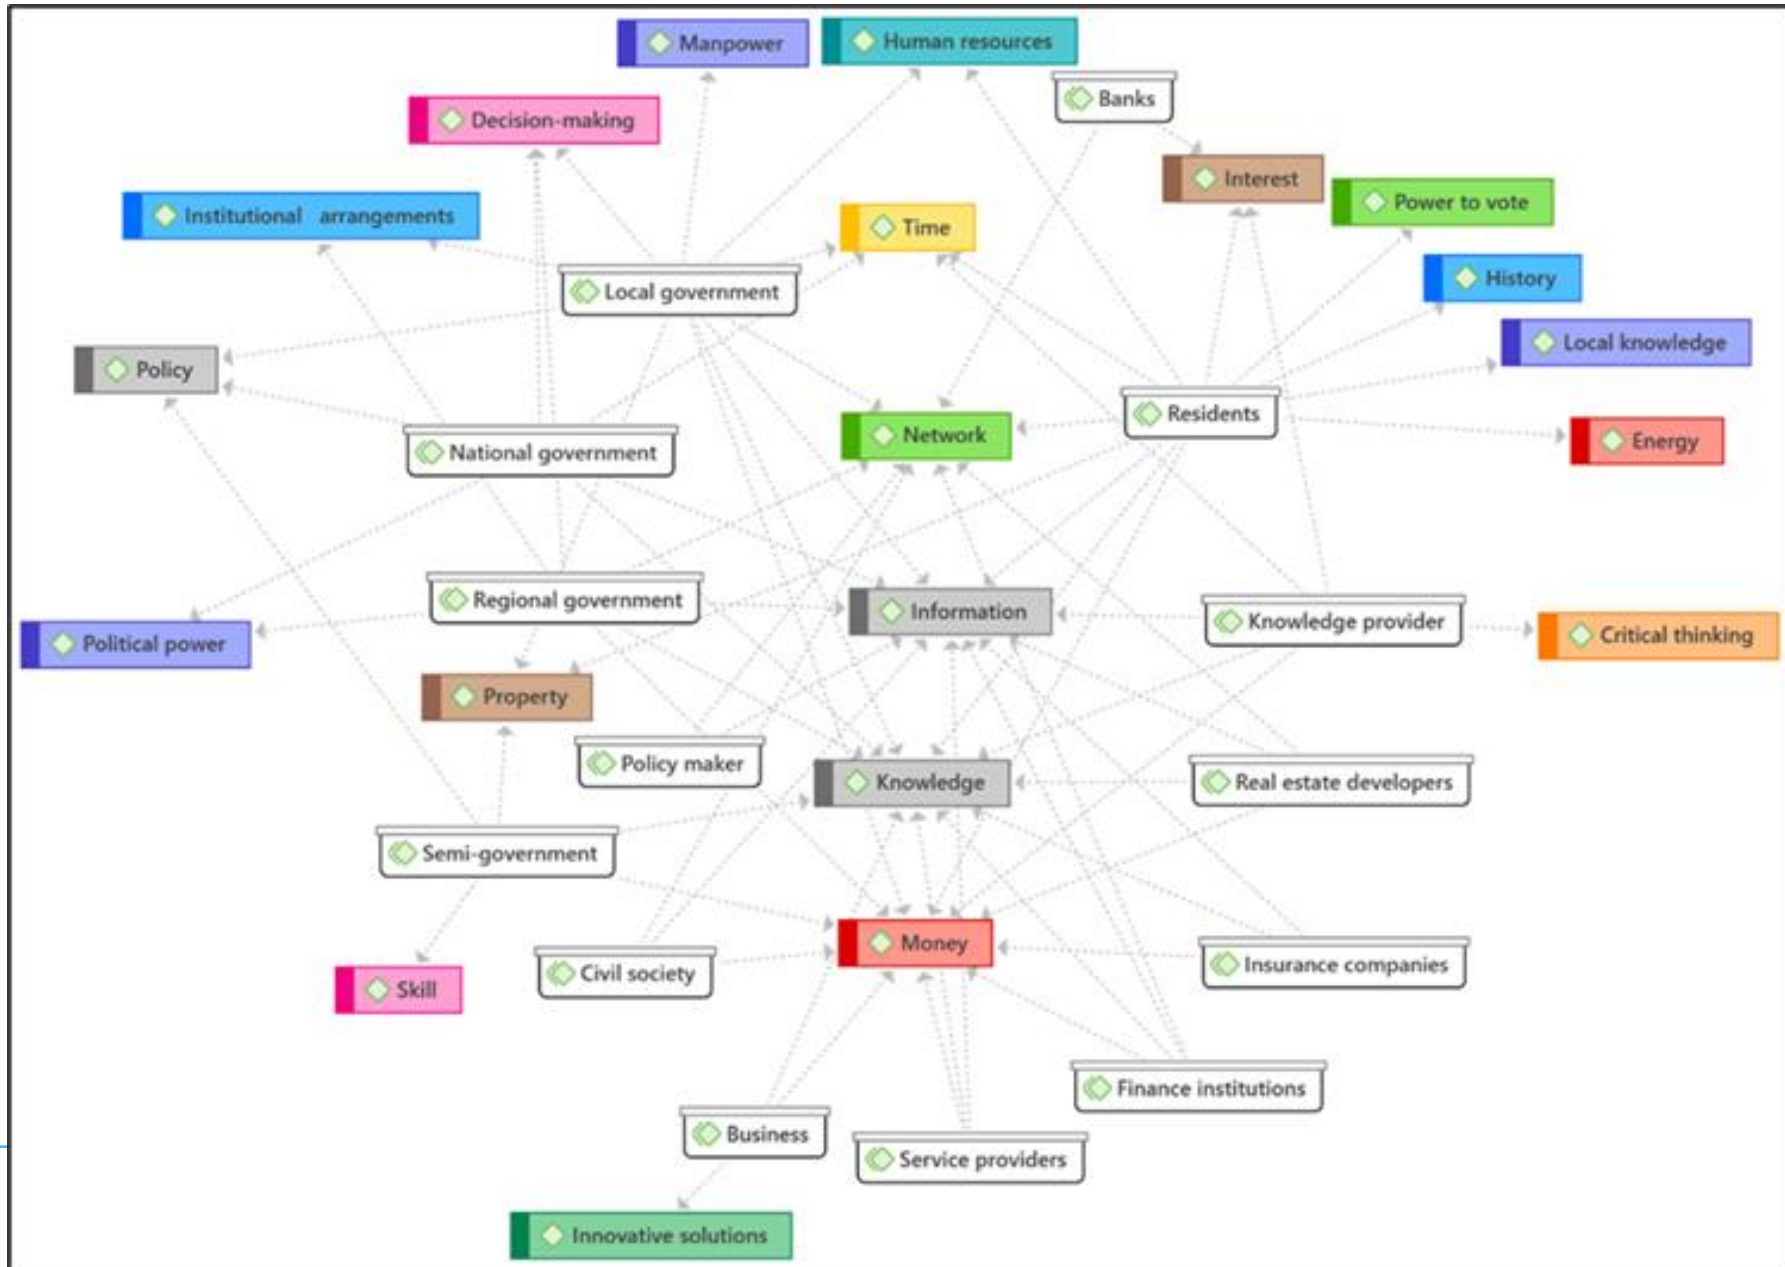 Manpower
Human resources
Banks
Decision-making
Interest
Power to vote
Institutional arrangements
Time
History
Local government
Local knowledge
Policy
Residents
Network
Energy
National government
Regional government
Information
Knowledge provider
Critical thinking
Political power
Property
Policy maker
Knowledge
Real estate developers
Semi-government
Money
Insurance companies
Civil society
Skill
Finance institutions
Business
Service providers
Innovative solutions